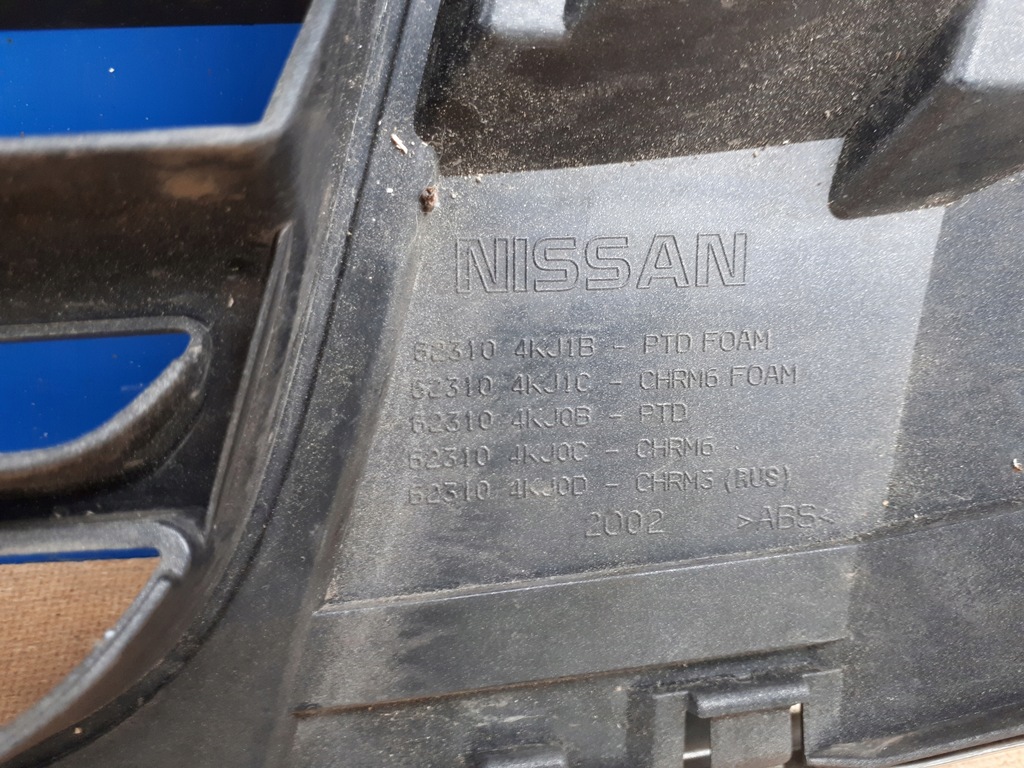 NISSAN
62310 4KJ1B - PTD FOAM
62310 4KJ1C - CHRM6 FOAM
62310 4KJ0B - PTD
62310 4KJ0C - CHRM6
62310 4KJ0D - CHRM3 (RUS)
2002 >ABS<